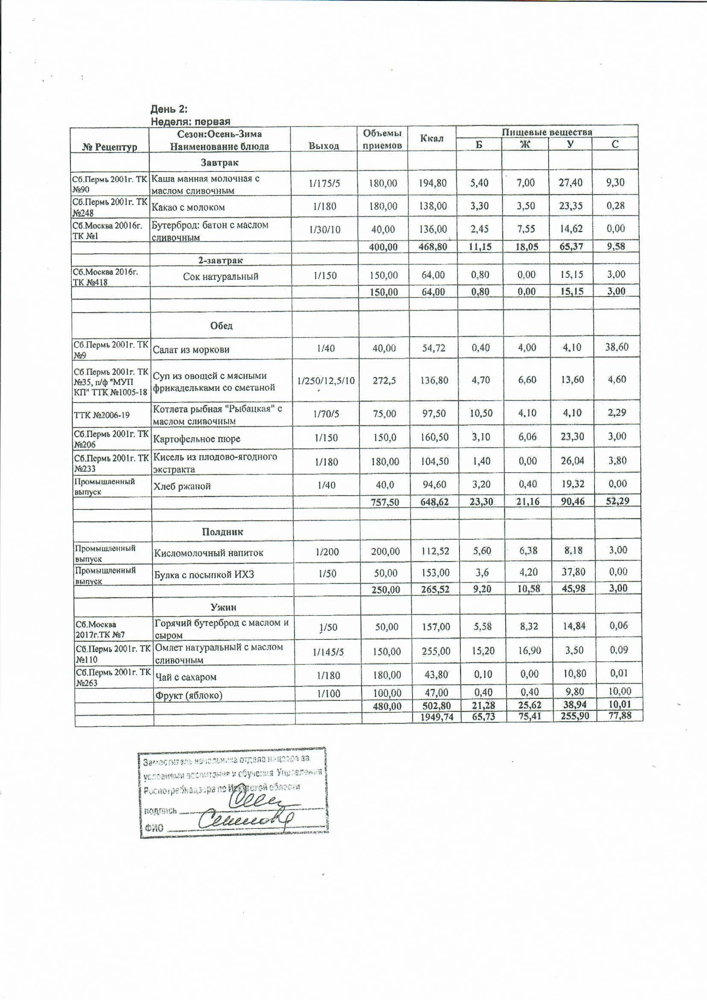 День 2:
Неделя: первая
№ Рецептур Сезон:Осень-Зима Наименование блюда Выход Объемы приемов Ккал Пищевые вещества
Б Ж У С
Завтрак
Сб.Пермь 2001г. ТК №90 Каша манная молочная с маслом сливочным 1/175/5 180,00 194,80 5,40 7,00 27,40 9,30
Сб.Пермь 2001г. ТК №248 Какао с молоком 1/180 180,00 138,00 3,30 3,50 23,35 0,28
Сб.Москва 20016г. ТК №1 Бутерброд: батон с маслом сливочным 1/30/10 40,00 136,00 2,45 7,55 14,62 0,00
400,00 468,80 11,15 18,05 65,37 9,58
2-завтрак
Сб.Москва 2016г. ТК №418 Сок натуральный 1/150 150,00 64,00 0,80 0,00 15,15 3,00
150,00 64,00 0,80 0,00 15,15 3,00
Обед
Сб.Пермь 2001г. ТК №9 Салат из моркови 1/40 40,00 54,72 0,40 4,00 4,10 38,60
Сб.Пермь 2001г. ТК №35, п/ф "МУП КП" ТТК №1005-18 Суп из овощей с мясными фрикадельками со сметаной 1/250/12,5/10 272,5 136,80 4,70 6,60 13,60 4,60
ТТК №2006-19 Котлета рыбная "Рыбацкая" с маслом сливочным 1/70/5 75,00 97,50 10,50 4,10 4,10 2,29
Сб.Пермь 2001г. ТК №206 Картофельное пюре 1/150 150,0 160,50 3,10 6,06 23,30 3,00
Сб.Пермь 2001г. ТК №233 Кисель из плодово-ягодного экстракта 1/180 180,00 104,50 1,40 0,00 26,04 3,80
Промышленный выпуск Хлеб ржаной 1/40 40,0 94,60 3,20 0,40 19,32 0,00
757,50 648,62 23,30 21,16 90,46 52,29
Полдник
Промышленный выпуск Кисломолочный напиток 1/200 200,00 112,52 5,60 6,38 8,18 3,00
Промышленный выпуск Булка с посыпкой ИХЗ 1/50 50,00 153,00 3,6 4,20 37,80 0,00
250,00 265,52 9,20 10,58 45,98 3,00
Ужин
Сб.Москва 2017г.ТК №7 Горячий бутерброд с маслом и сыром 1/50 50,00 157,00 5,58 8,32 14,84 0,06
Сб.Пермь 2001г. ТК №110 Омлет натуральный с маслом сливочным 1/145/5 150,00 255,00 15,20 16,90 3,50 0,09
Сб.Пермь 2001г. ТК №263 Чай с сахаром 1/180 180,00 43,80 0,10 0,00 10,80 0,01
Фрукт (яблоко) 1/100 100,00 47,00 0,40 0,40 9,80 10,00
480,00 502,80 21,28 25,62 38,94 10,01
1949,74 65,73 75,41 255,90 77,88
Заместитель начальника отдела надзора за
условиями воспитания и обучения Управления
Роспотребнадзора по Иркутской области
подпись
ФИО